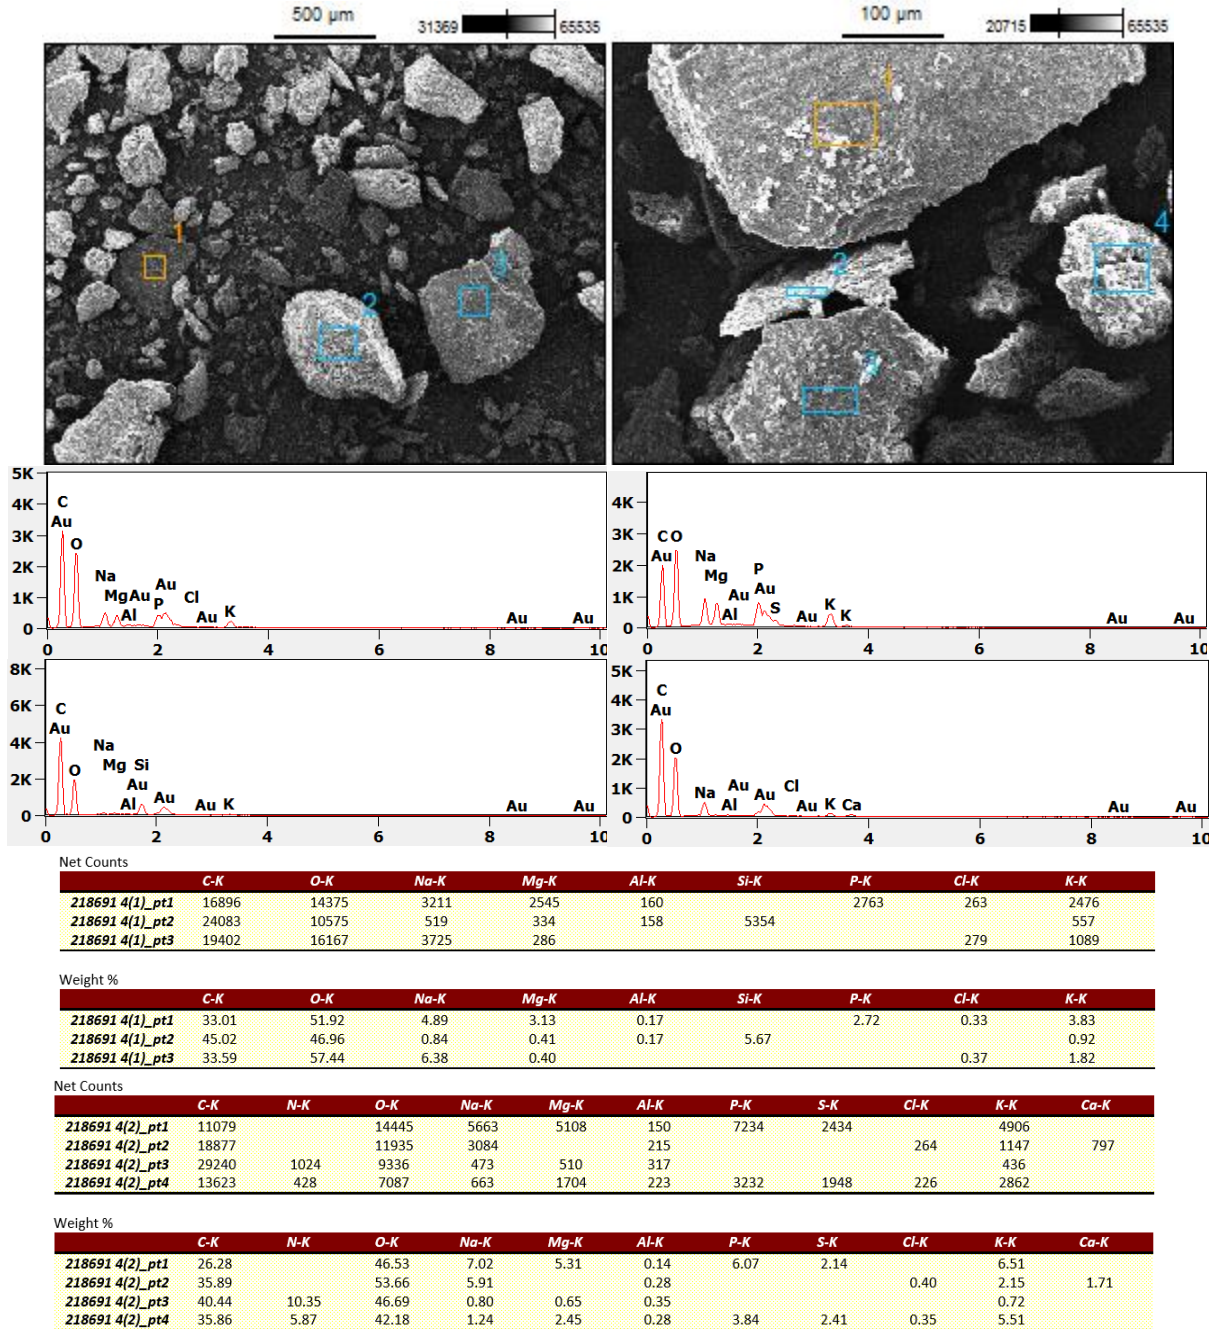 500 µm 31369 65535 100 µm 20715 65535
1 2 3
1 2 3 4
5K 4K 3K 2K 1K 0
C Au O Na Mg Au Al Au P Cl Au K Au Au
0 2 4 6 8 10
4K 3K 2K 1K 0
C O Au Na Mg Au Al P Au S Au K K Au Au
0 2 4 6 8 10
8K 6K 4K 2K 0
C Au O Na Mg Si Au Al Au Au K Au Au
0 2 4 6 8 10
5K 4K 3K 2K 1K 0
C Au O Na Au Al Au Cl Au K Ca Au Au
0 2 4 6 8 10
Net Counts
C-K O-K Na-K Mg-K Al-K Si-K P-K Cl-K K-K
218691 4(1)_pt1 16896 14375 3211 2545 160 2763 263 2476
218691 4(1)_pt2 24083 10575 519 334 158 5354 557
218691 4(1)_pt3 19402 16167 3725 286 279 1089
Weight %
C-K O-K Na-K Mg-K Al-K Si-K P-K Cl-K K-K
218691 4(1)_pt1 33.01 51.92 4.89 3.13 0.17 2.72 0.33 3.83
218691 4(1)_pt2 45.02 46.96 0.84 0.41 0.17 5.67 0.92
218691 4(1)_pt3 33.59 57.44 6.38 0.40 0.37 1.82
Net Counts
C-K N-K O-K Na-K Mg-K Al-K P-K S-K Cl-K K-K Ca-K
218691 4(2)_pt1 11079 14445 5663 5108 150 7234 2434 4906
218691 4(2)_pt2 18877 11935 3084 215 264 1147 797
218691 4(2)_pt3 29240 1024 9336 473 510 317 436
218691 4(2)_pt4 13623 428 7087 663 1704 223 3232 1948 226 2862
Weight %
C-K N-K O-K Na-K Mg-K Al-K P-K S-K Cl-K K-K Ca-K
218691 4(2)_pt1 26.28 46.53 7.02 5.31 0.14 6.07 2.14 6.51
218691 4(2)_pt2 35.89 53.66 5.91 0.28 0.40 2.15 1.71
218691 4(2)_pt3 40.44 10.35 46.69 0.80 0.65 0.35 0.72
218691 4(2)_pt4 35.86 5.87 42.18 1.24 2.45 0.28 3.84 2.41 0.35 5.51